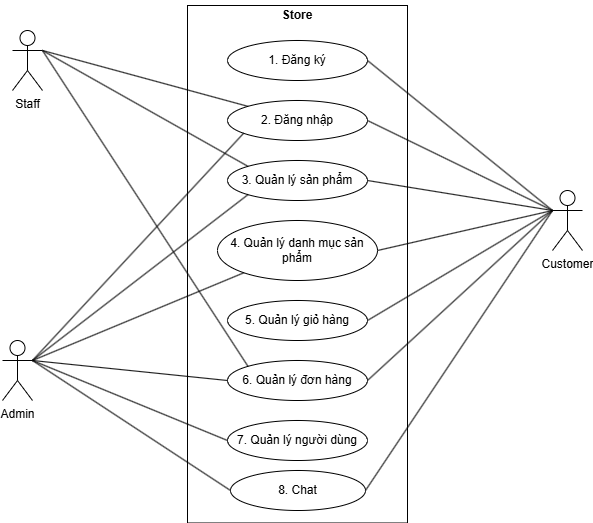 Store
1. Đăng ký
Staff
2. Đăng nhập
3. Quản lý sản phẩm
4. Quản lý danh mục sản
phẩm
Customer
5. Quản lý giỏ hàng
6. Quản lý đơn hàng
Admin
7. Quản lý người dùng
8. Chat